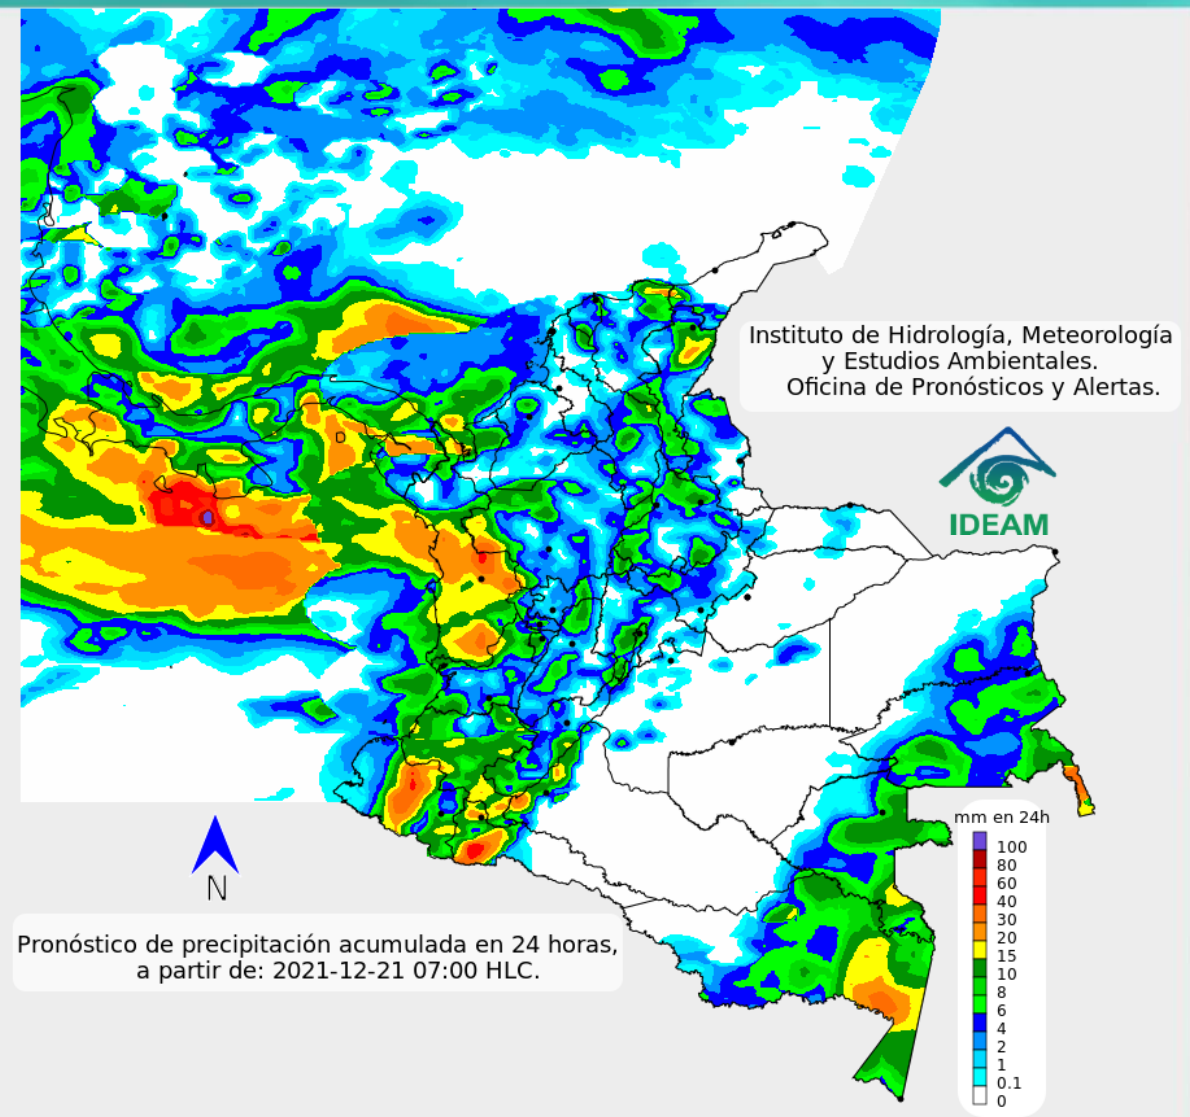 Instituto de Hidrología, Meteorología
y Estudios Ambientales.
Oficina de Pronósticos y Alertas.
IDEAM
mm en 24h
100
80
60
40
30
20
15
10
8
6
4
2
1
0.1
0
N
Pronóstico de precipitación acumulada en 24 horas,
a partir de: 2021-12-21 07:00 HLC.